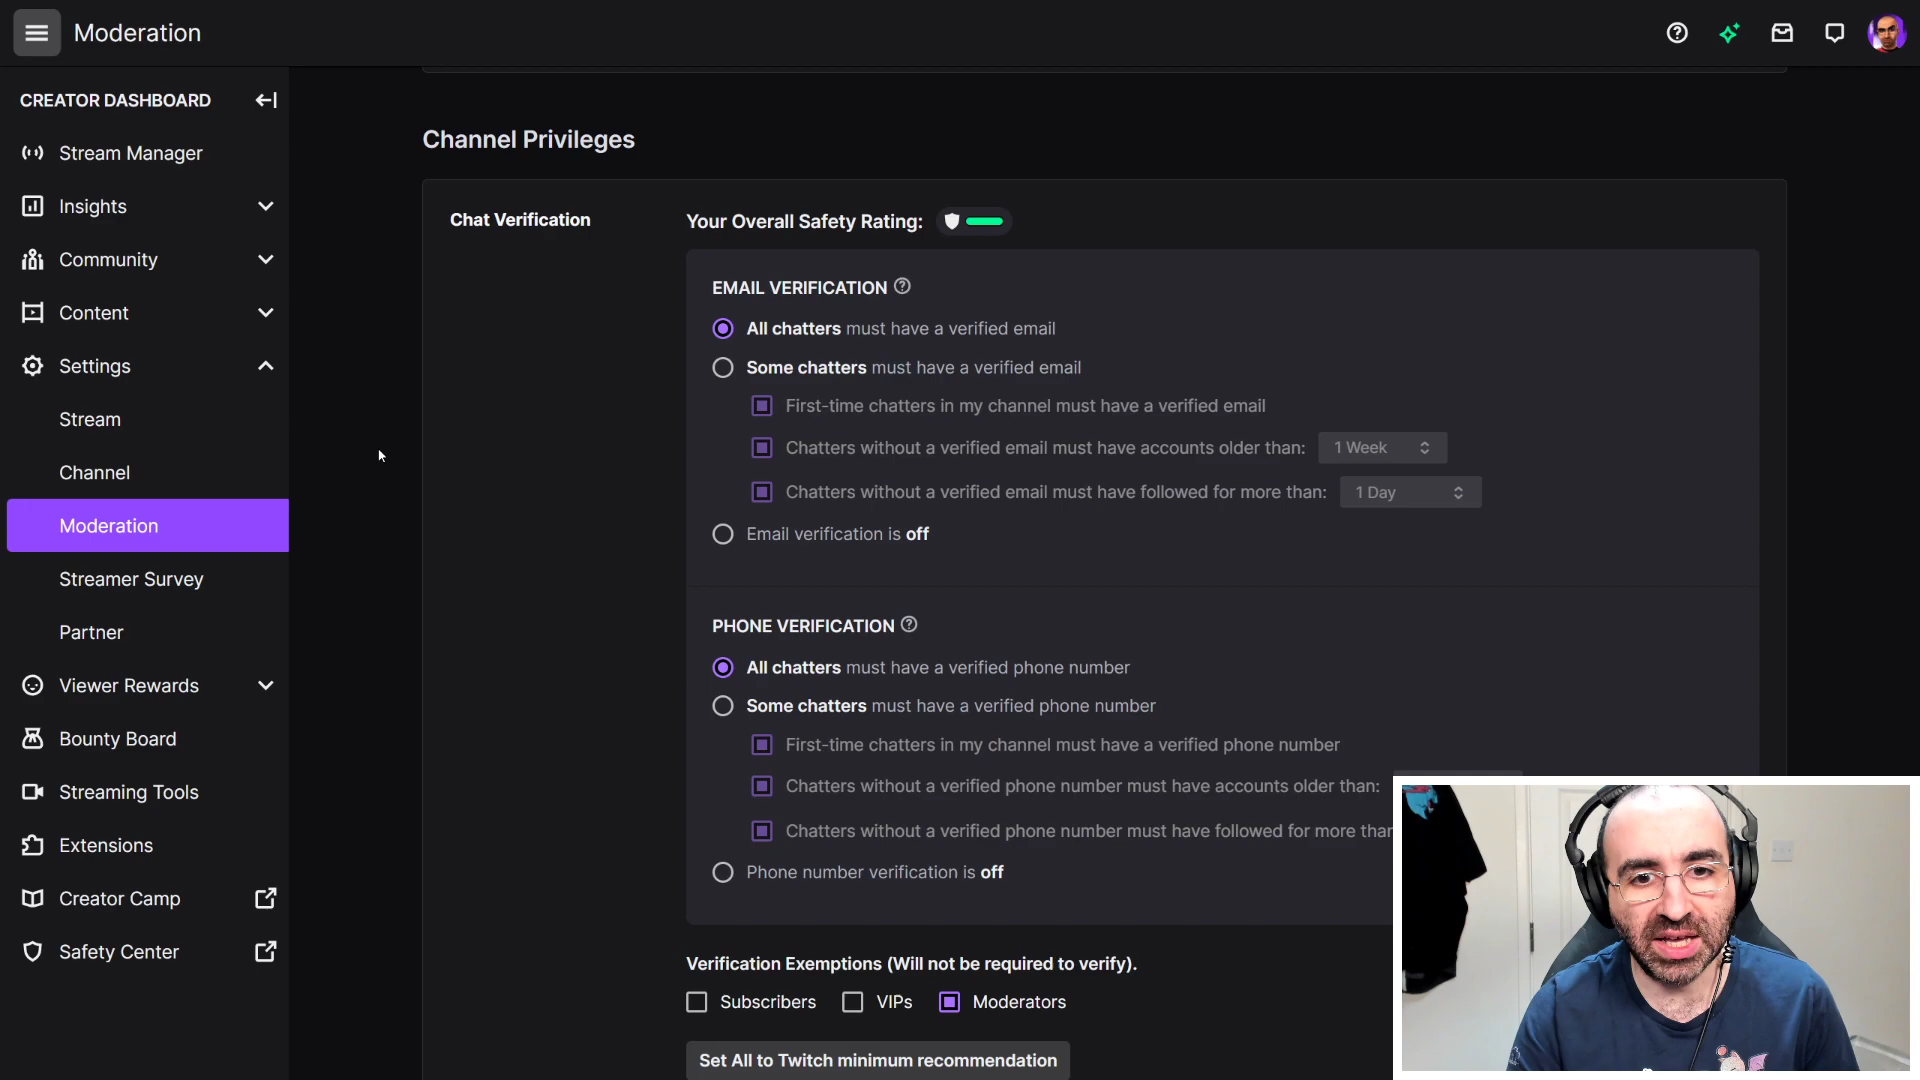 Moderation
CREATOR DASHBOARD
Stream Manager
Insights
Community
Content
Settings
Stream
Channel
Moderation
Streamer Survey
Partner
Viewer Rewards
Bounty Board
Streaming Tools
Extensions
Creator Camp
Safety Center
Channel Privileges
Chat Verification
Your Overall Safety Rating:
EMAIL VERIFICATION
All chatters must have a verified email
Some chatters must have a verified email
First-time chatters in my channel must have a verified email
Chatters without a verified email must have accounts older than: 1 Week
Chatters without a verified email must have followed for more than: 1 Day
Email verification is off
PHONE VERIFICATION
All chatters must have a verified phone number
Some chatters must have a verified phone number
First-time chatters in my channel must have a verified phone number
Chatters without a verified phone number must have accounts older than:
Chatters without a verified phone number must have followed for more than
Phone number verification is off
Verification Exemptions (Will not be required to verify).
Subscribers VIPs Moderators
Set All to Twitch minimum recommendation